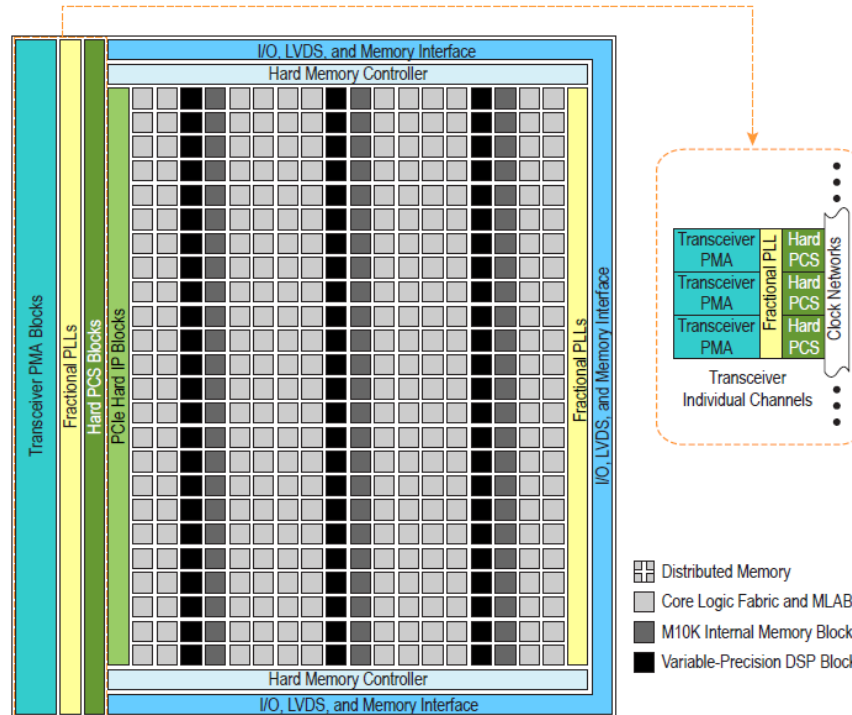 I/O, LVDS, and Memory Interface
Hard Memory Controller
Transceiver PMA Blocks
Fractional PLLs
Hard PCS Blocks
PCIe Hard IP Blocks
Fractional PLLs
I/O, LVDS, and Memory Interface
Hard Memory Controller
I/O, LVDS, and Memory Interface
Transceiver
PMA
Transceiver
PMA
Transceiver
PMA
Fractional PLL
Hard
PCS
Hard
PCS
Hard
PCS
Clock Networks
Transceiver
Individual Channels
Distributed Memory
Core Logic Fabric and MLAB
M10K Internal Memory Block
Variable-Precision DSP Block